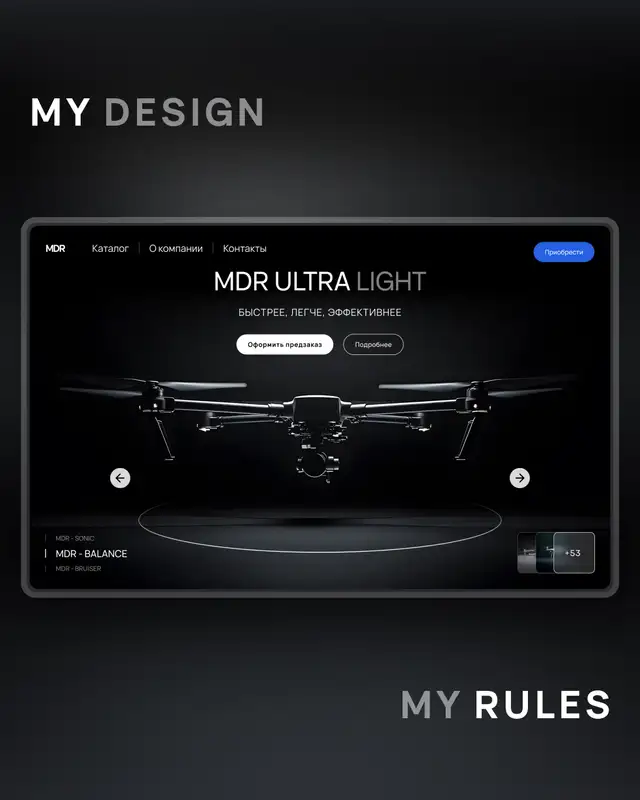 MY DESIGN
MDR Каталог О компании Контакты Приобрести
MDR ULTRA LIGHT
БЫСТРЕЕ, ЛЕГЧЕ, ЭФФЕКТИВНЕЕ
Оформить предзаказ Подробнее
MDR - SONIC
MDR - BALANCE
MDR - BRUISER
+53
MY RULES